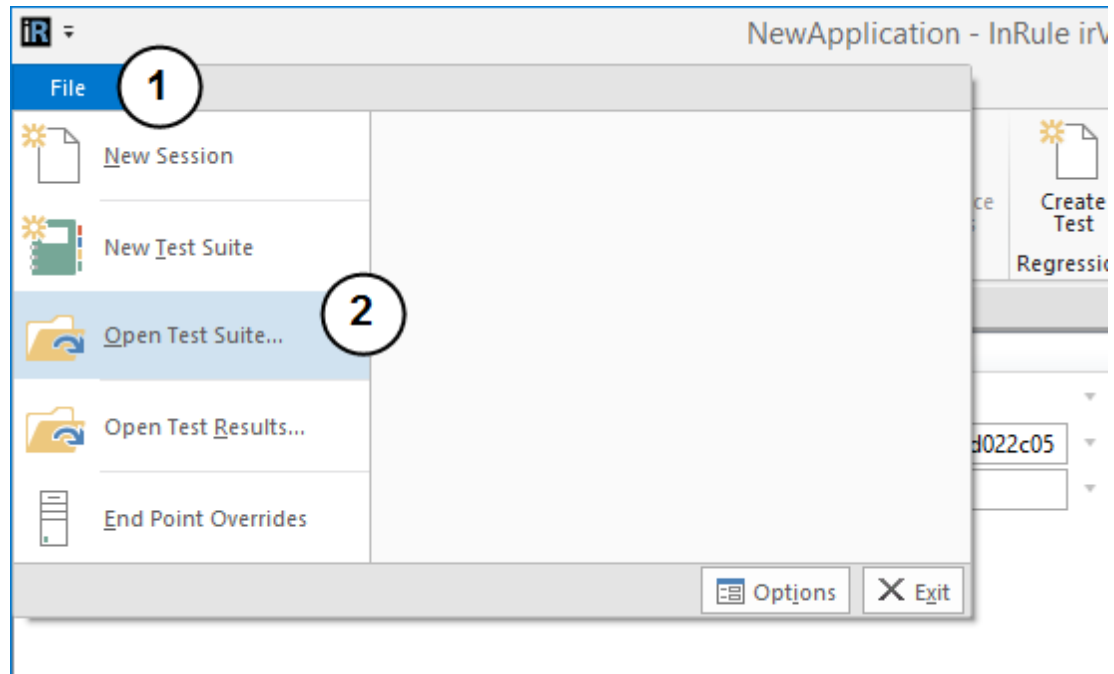 iR
NewApplication - InRule irV
File
1
New Session
New Test Suite
2
Open Test Suite...
Open Test Results...
End Point Overrides
Options
Exit
ce
s
Create
Test
Regressio
d022c05